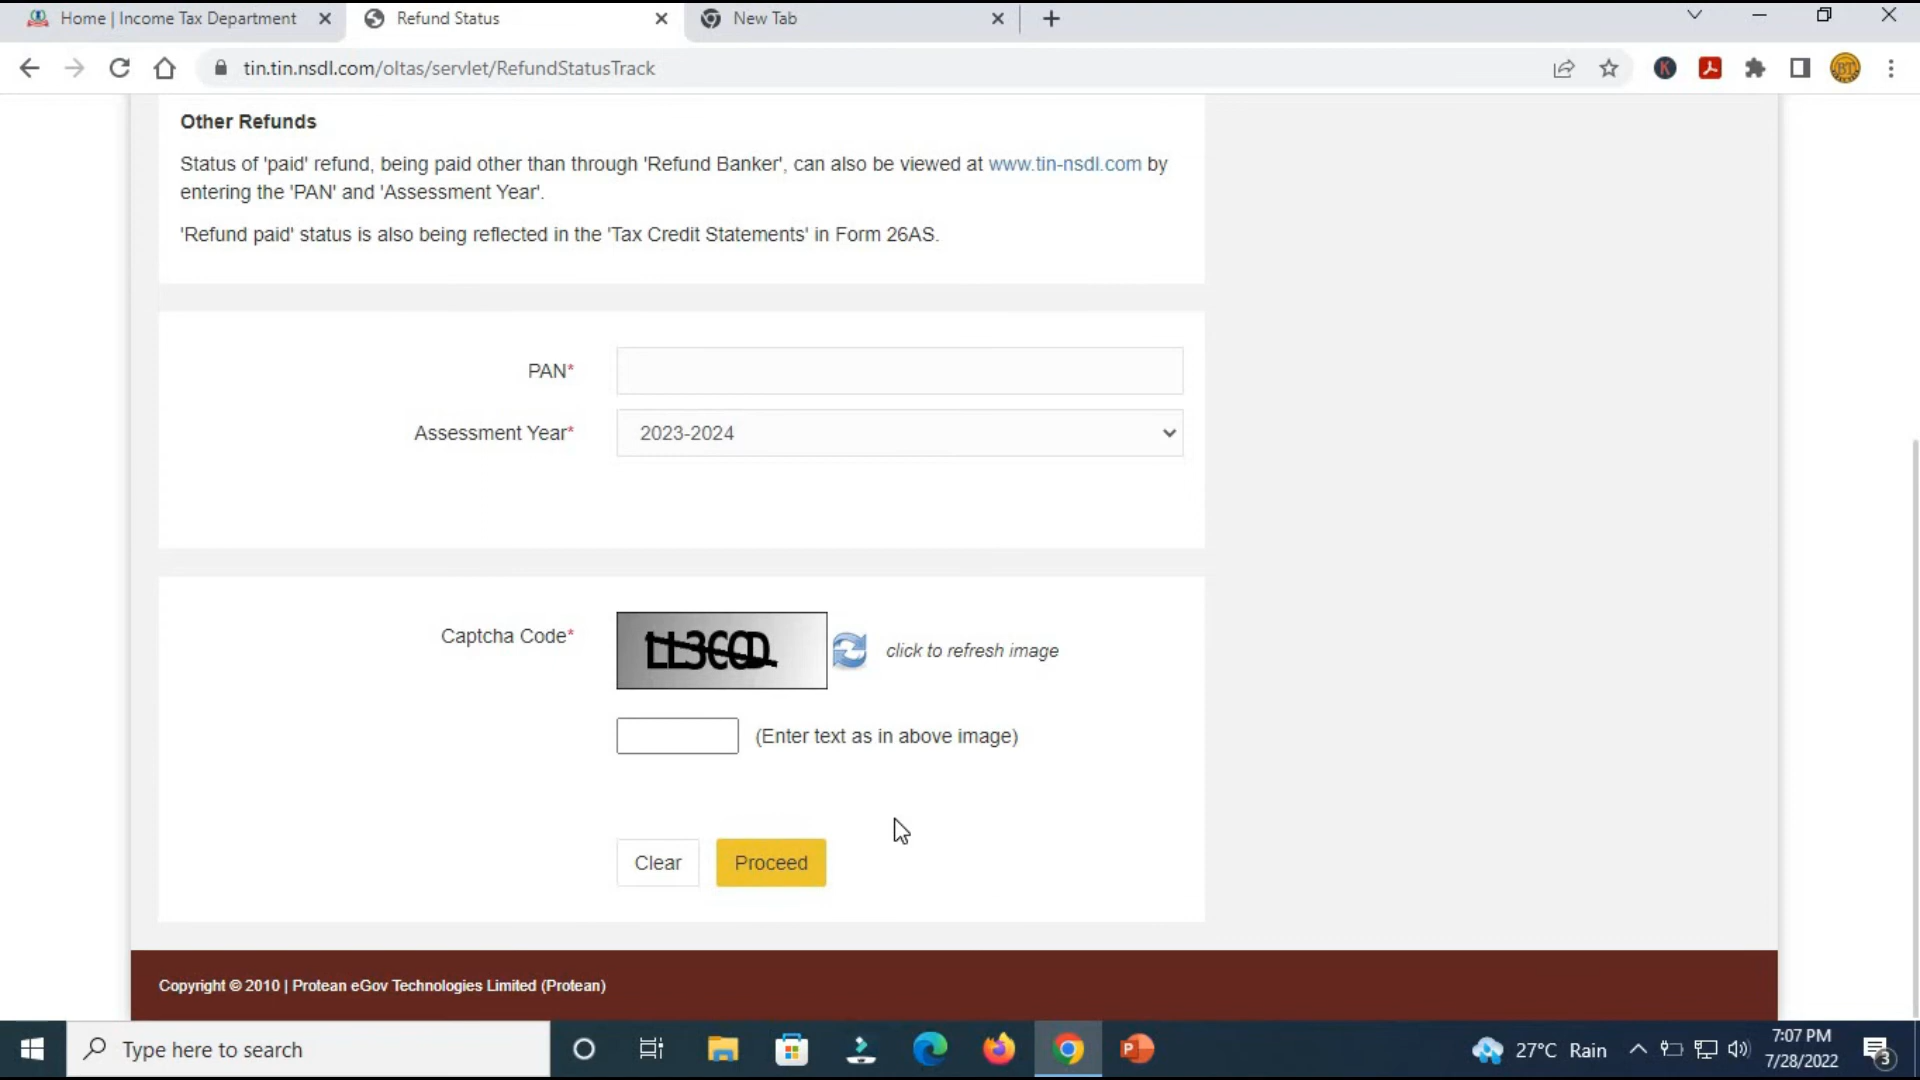 Home | Income Tax Department
Refund Status
New Tab
tin.tin.nsdl.com/oltas/servlet/RefundStatusTrack
Other Refunds
Status of 'paid' refund, being paid other than through 'Refund Banker', can also be viewed at www.tin-nsdl.com by
entering the 'PAN' and 'Assessment Year'.
'Refund paid' status is also being reflected in the 'Tax Credit Statements' in Form 26AS.
PAN*
Assessment Year*
2023-2024
Captcha Code*
click to refresh image
(Enter text as in above image)
Clear
Proceed
Copyright © 2010 | Protean eGov Technologies Limited (Protean)
Type here to search
27°C Rain
7:07 PM
7/28/2022
3